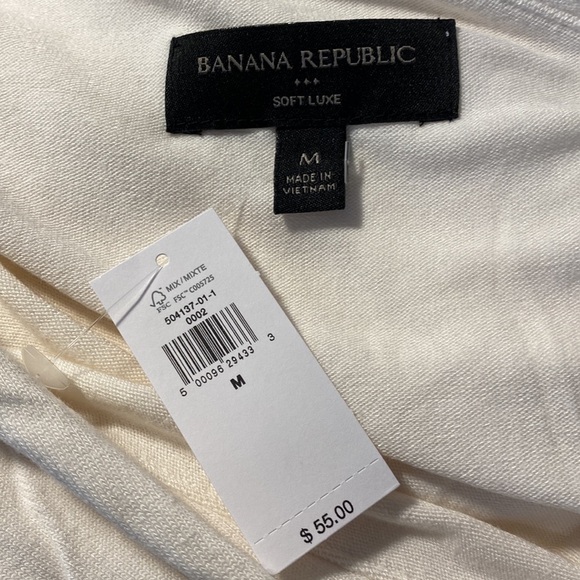 BANANA REPUBLIC
SOFT LUXE
M
MADE IN
VIETNAM
FSC
MIX / MIXTE
FSC™ C005725
504137-01-1
0002
5 00096 29433 3
M
$ 55.00